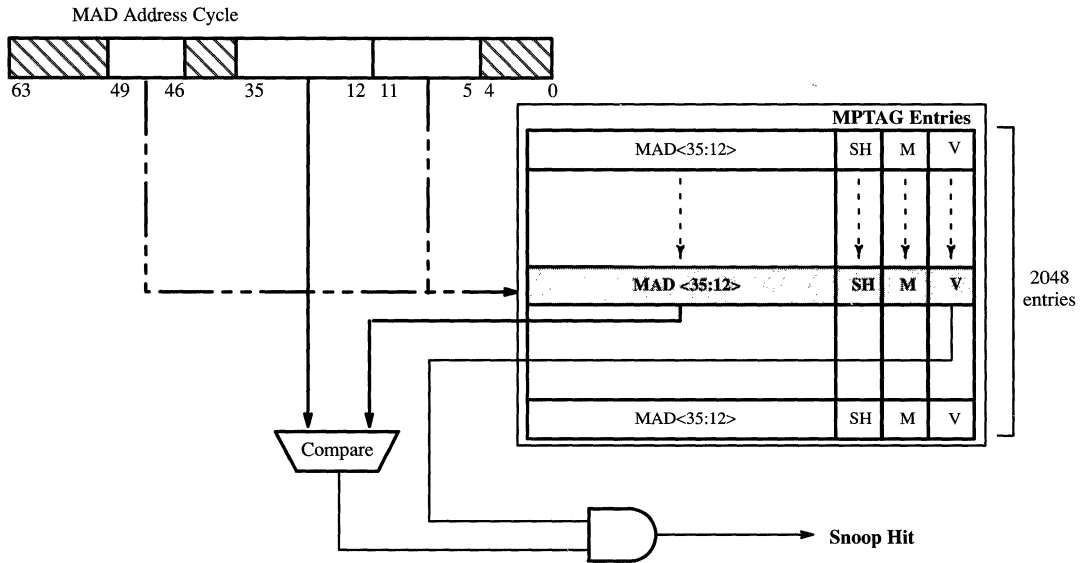 MAD Address Cycle
63 49 46 35 12 11 5 4 0
MPTAG Entries
MAD<35:12> SH M V
MAD <35:12> SH M V
2048
entries
MAD<35:12> SH M V
Compare
Snoop Hit